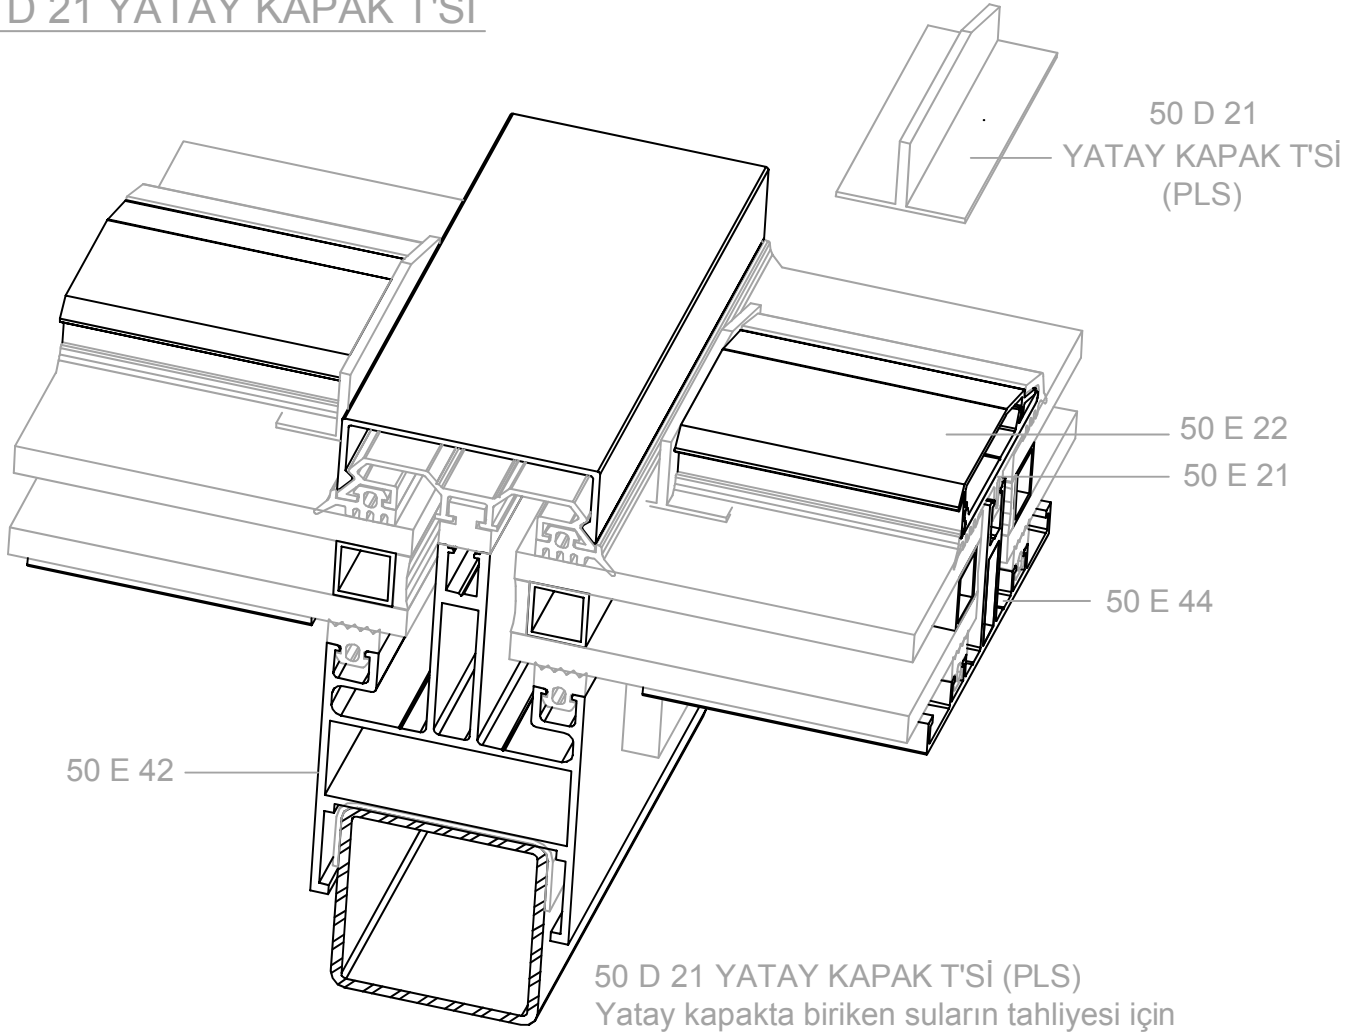 D 21 YATAY KAPAK T'Sİ
50 D 21
YATAY KAPAK T'Sİ
(PLS)
50 E 22
50 E 21
50 E 44
50 E 42
50 D 21 YATAY KAPAK T'Sİ (PLS)
Yatay kapakta biriken suların tahliyesi için